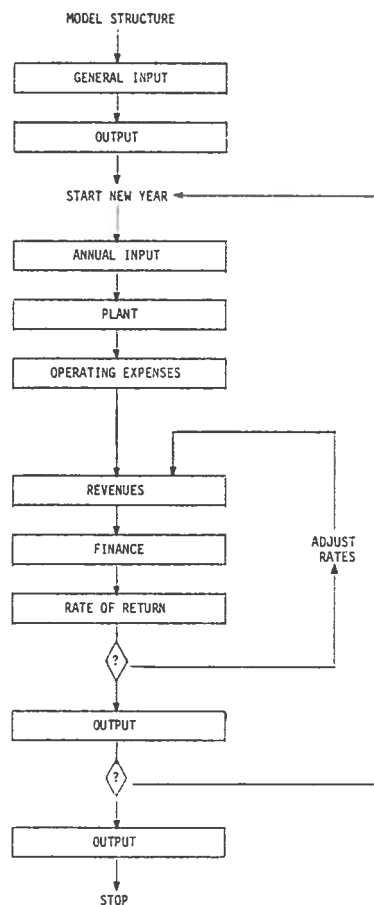 MODEL STRUCTURE
GENERAL INPUT
OUTPUT
START NEW YEAR
ANNUAL INPUT
PLANT
OPERATING EXPENSES
REVENUES
FINANCE
ADJUST
RATES
RATE OF RETURN
?
OUTPUT
?
OUTPUT
STOP